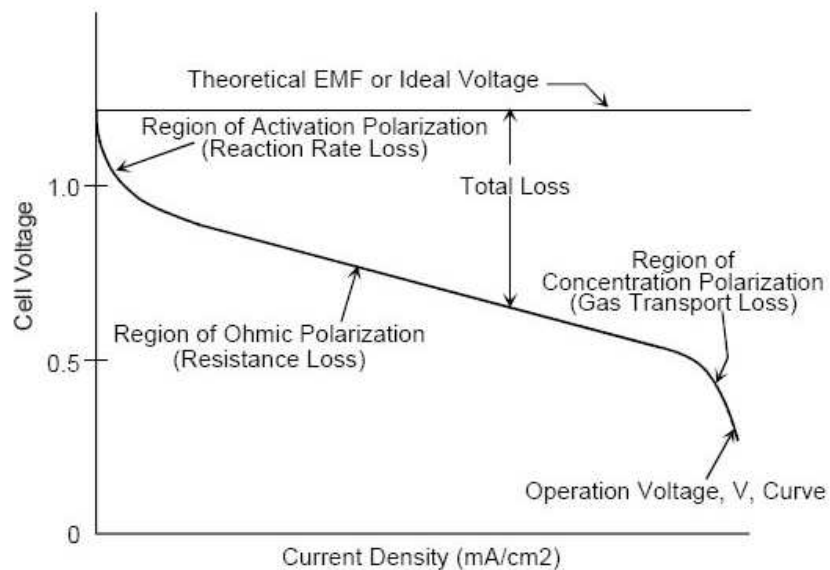 Theoretical EMF or Ideal Voltage
Region of Activation Polarization
(Reaction Rate Loss)
Total Loss
1.0
Region of
Concentration Polarization
(Gas Transport Loss)
Cell Voltage
Region of Ohmic Polarization
(Resistance Loss)
0.5
Operation Voltage, V, Curve
0
Current Density (mA/cm2)